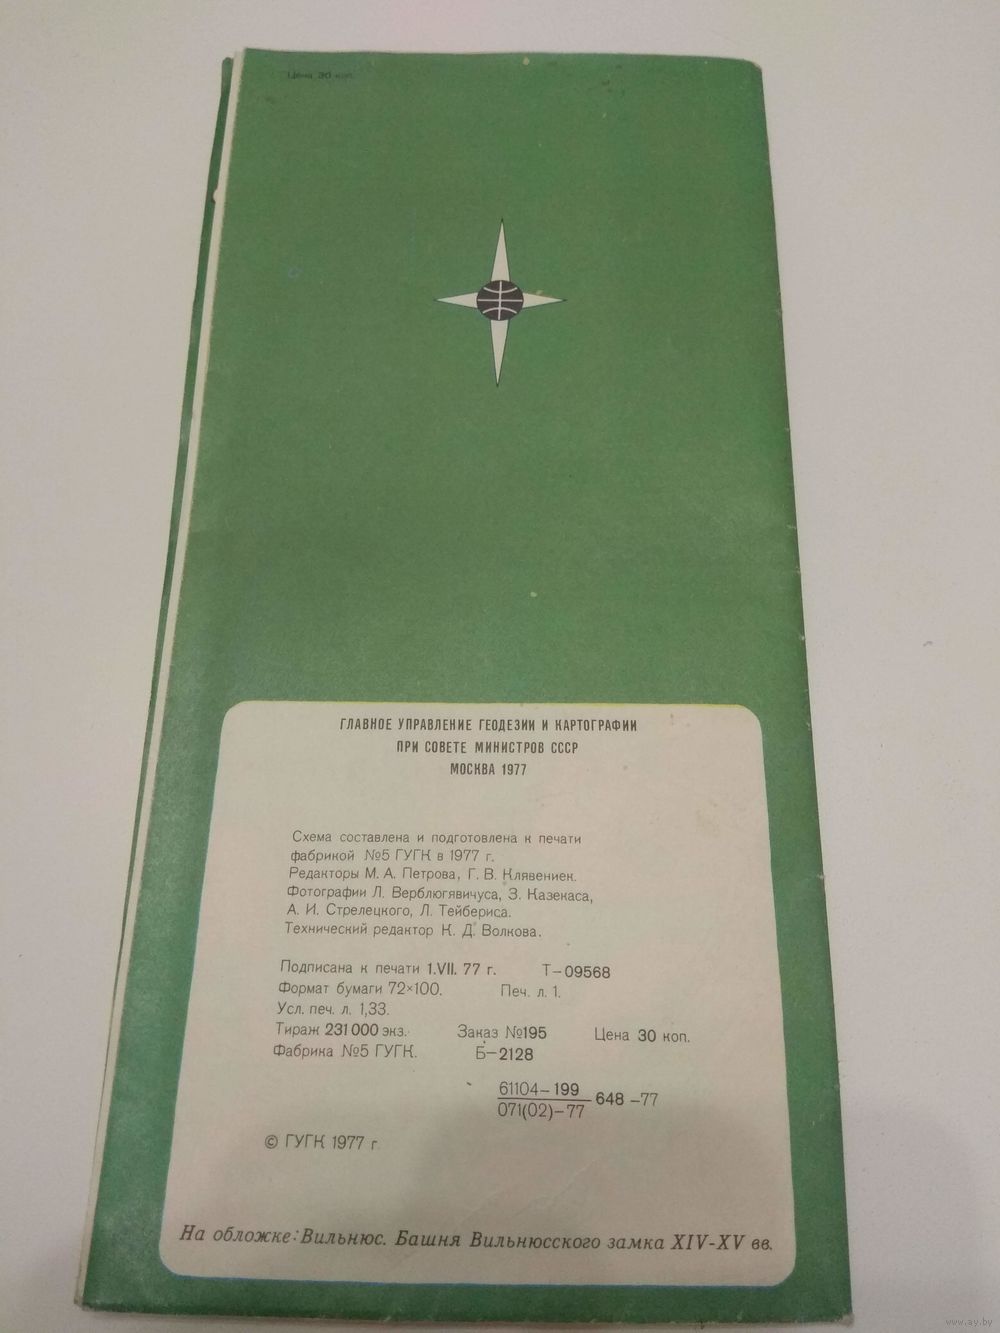 Цена 30 коп.
ГЛАВНОЕ УПРАВЛЕНИЕ ГЕОДЕЗИИ И КАРТОГРАФИИ
ПРИ СОВЕТЕ МИНИСТРОВ СССР
МОСКВА 1977
Схема составлена и подготовлена к печати
фабрикой №5 ГУГК в 1977 г.
Редакторы М. А. Петрова, Г. В. Клявениек.
Фотографии Л. Верблюгявичуса, З. Казекаса,
А. И. Стрелецкого, Л. Тейбериса.
Технический редактор К. Д. Волкова.
Подписана к печати 1.VII. 77 г. Т-09568
Формат бумаги 72×100. Печ. л. 1.
Усл. печ. л. 1,33.
Тираж 231 000 экз. Заказ №195 Цена 30 коп.
Фабрика №5 ГУГК. Б-2128
61104-199
071(02)-77
648-77
© ГУГК 1977 г
На обложке: Вильнюс. Башня Вильнюсского замка XIV-XV вв.
www.ay.by